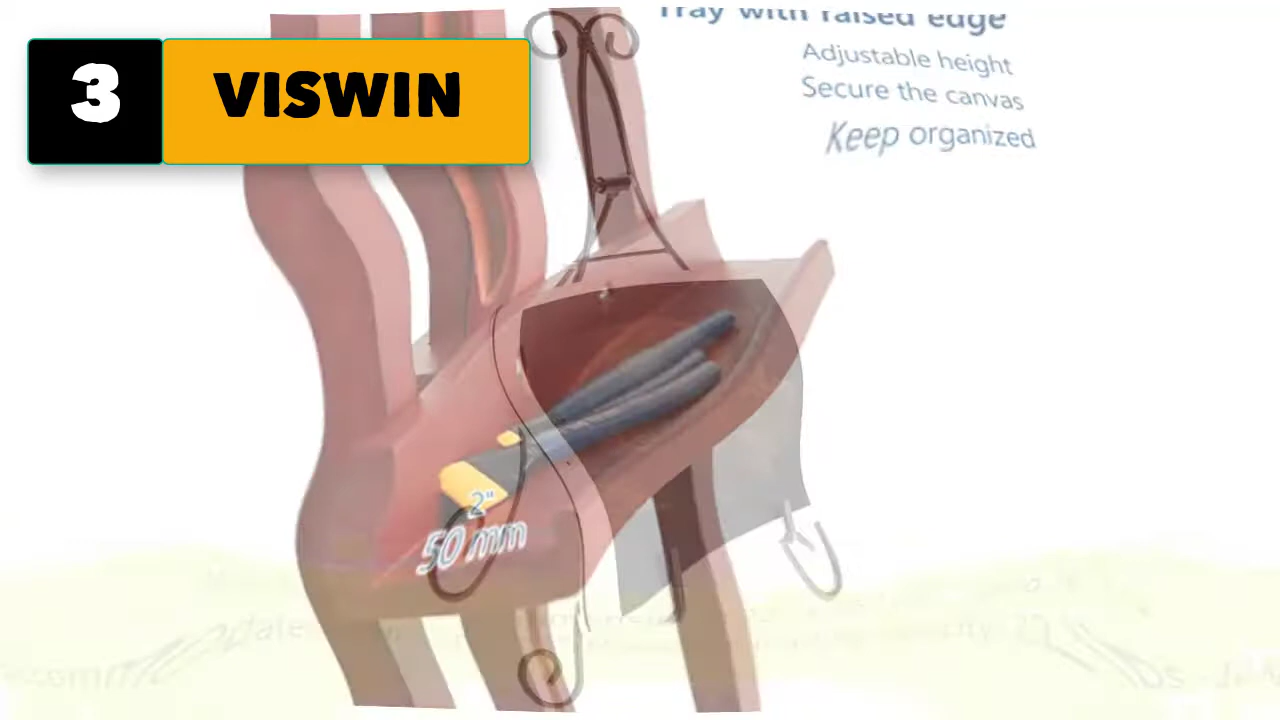 3 VISWIN
Tray with raised edge
Adjustable height
Secure the canvas
Keep organized
2"
50 mm